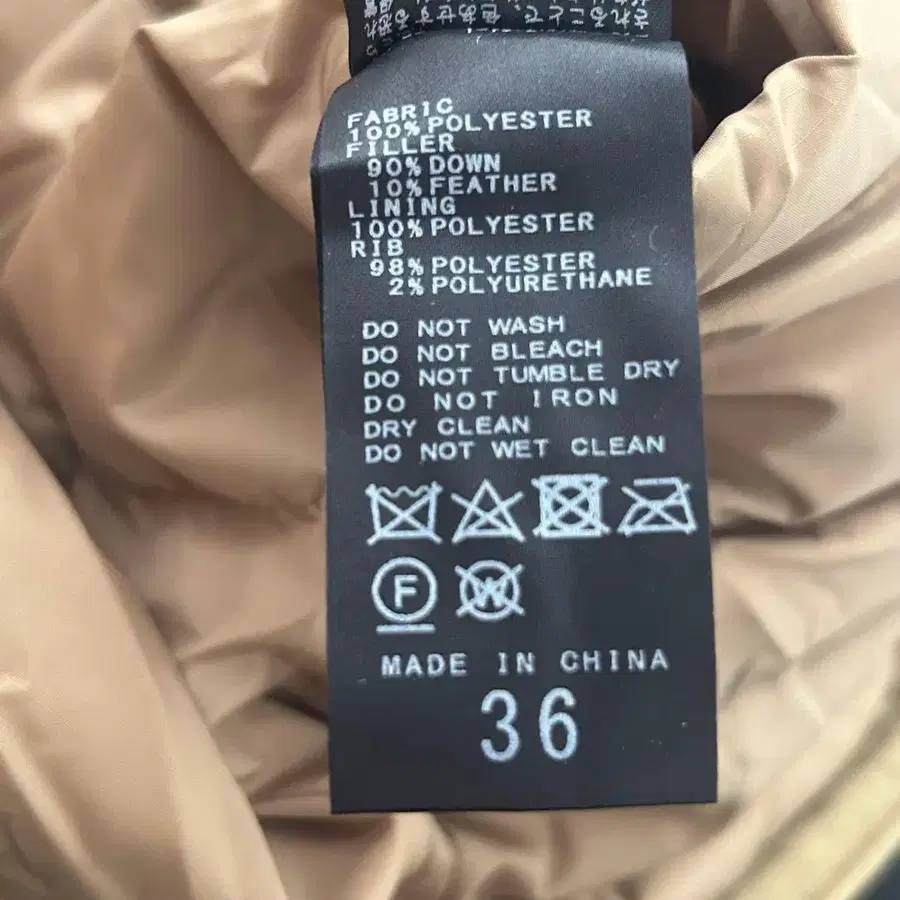 FABRIC
100% POLYESTER
FILLER
90% DOWN
10% FEATHER
LINING
100% POLYESTER
RIB
98% POLYESTER
2% POLYURETHANE
DO NOT WASH
DO NOT BLEACH
DO NOT TUMBLE DRY
DO NOT IRON
DRY CLEAN
DO NOT WET CLEAN
F W
MADE IN CHINA
36